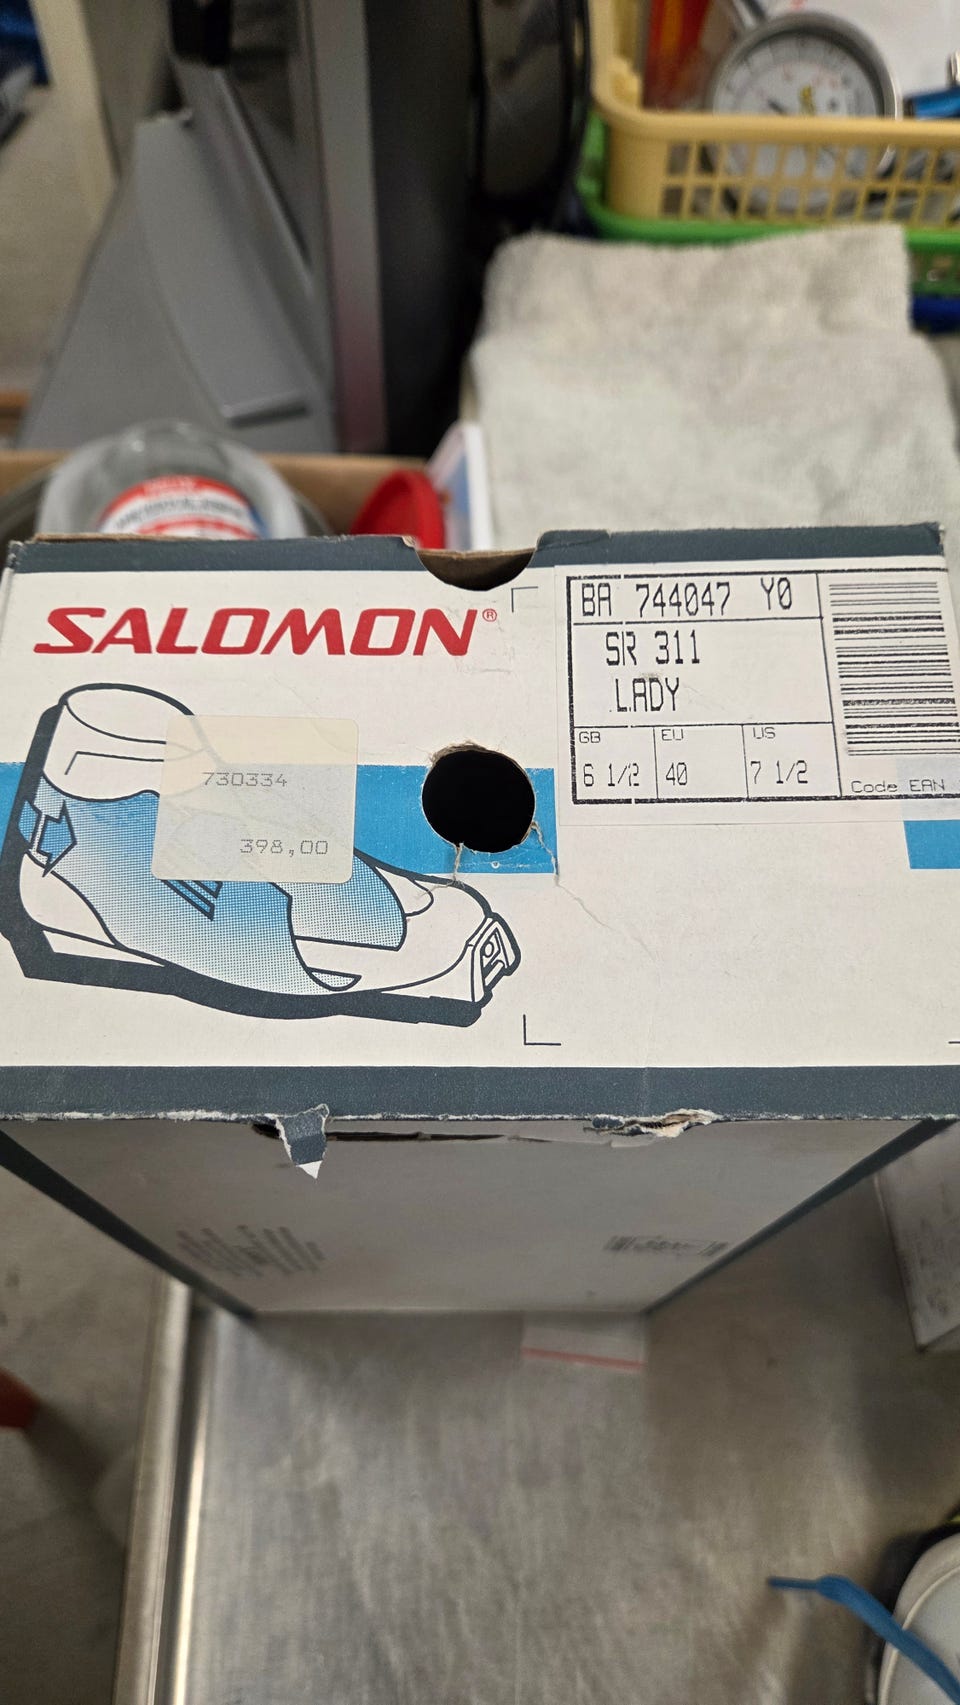 SALOMON®
BA 744047 Y0
SR 311
LADY
GB EU US
6 1/2 40 7 1/2
Code EAN
730334
398,00